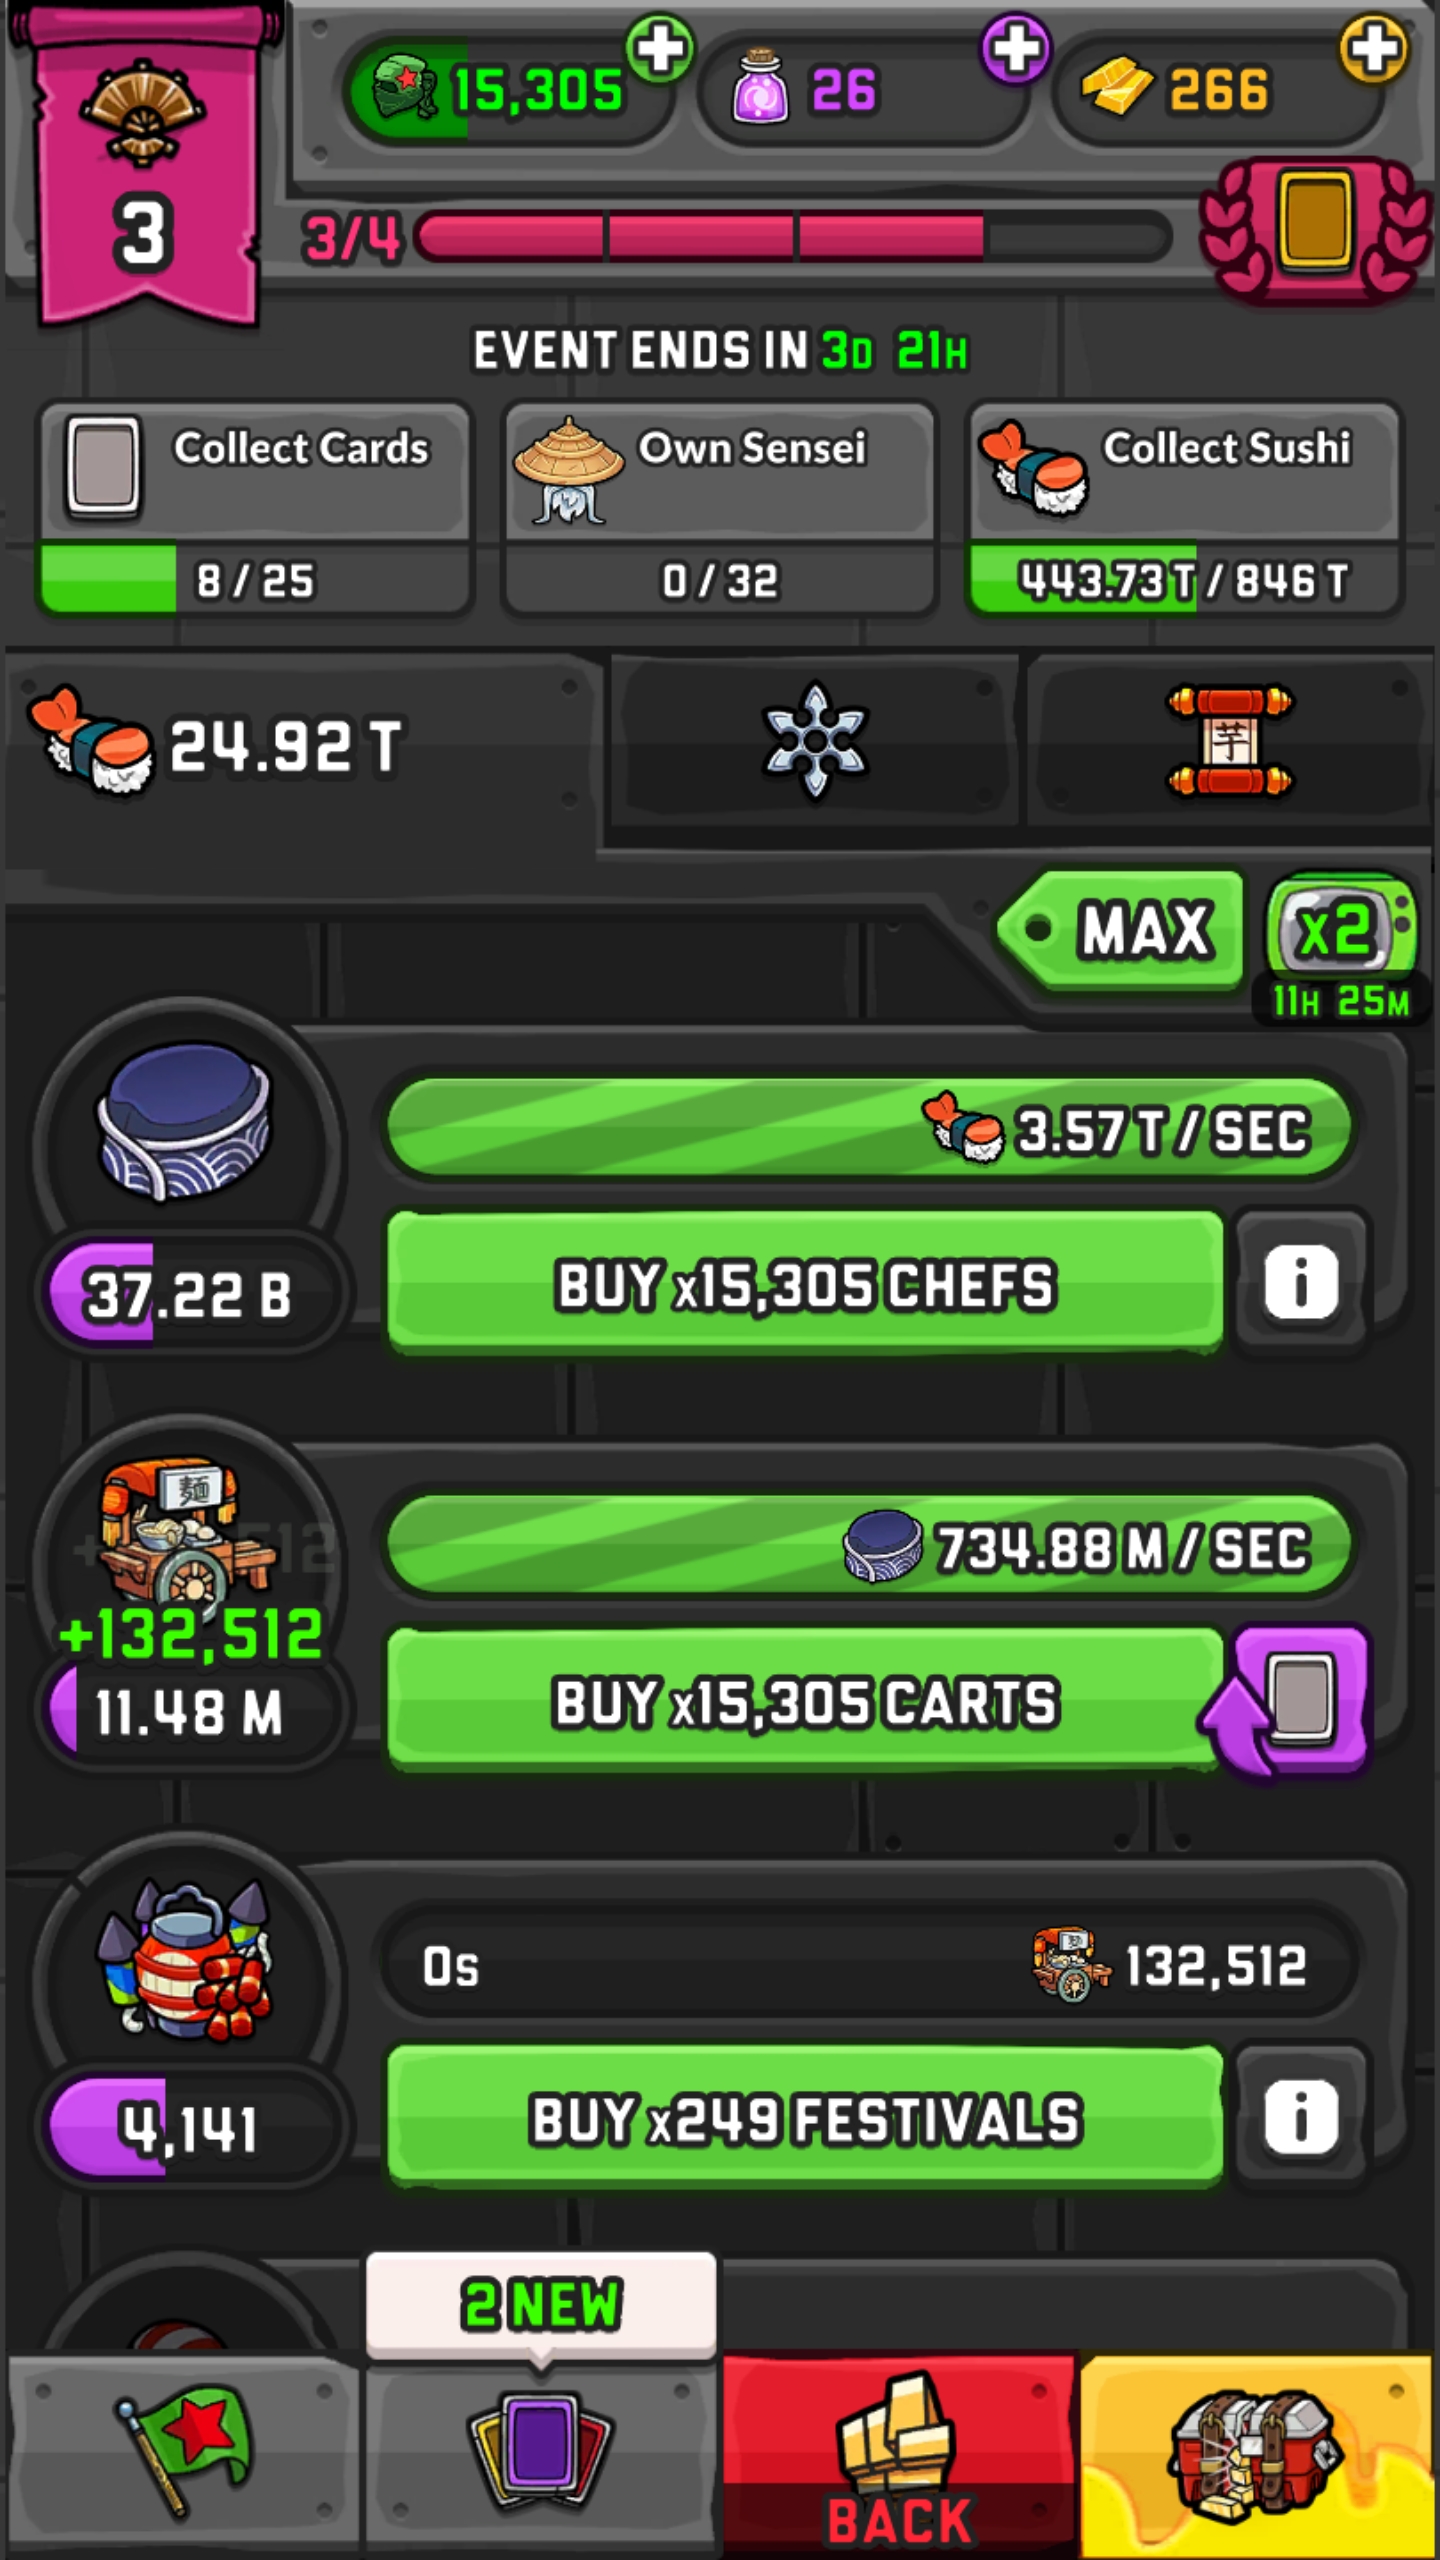 15,305
26
266
3
3/4
EVENT ENDS IN 3D 21H
Collect Cards
Own Sensei
Collect Sushi
8 / 25
0 / 32
443.73 T / 846 T
24.92 T
芋
MAX
x2
11H 25M
3.57 T / SEC
37.22 B
BUY x15,305 CHEFS
麺
734.88 M / SEC
+132,512
11.48 M
BUY x15,305 CARTS
0s
132,512
4,141
BUY x249 FESTIVALS
2 NEW
BACK